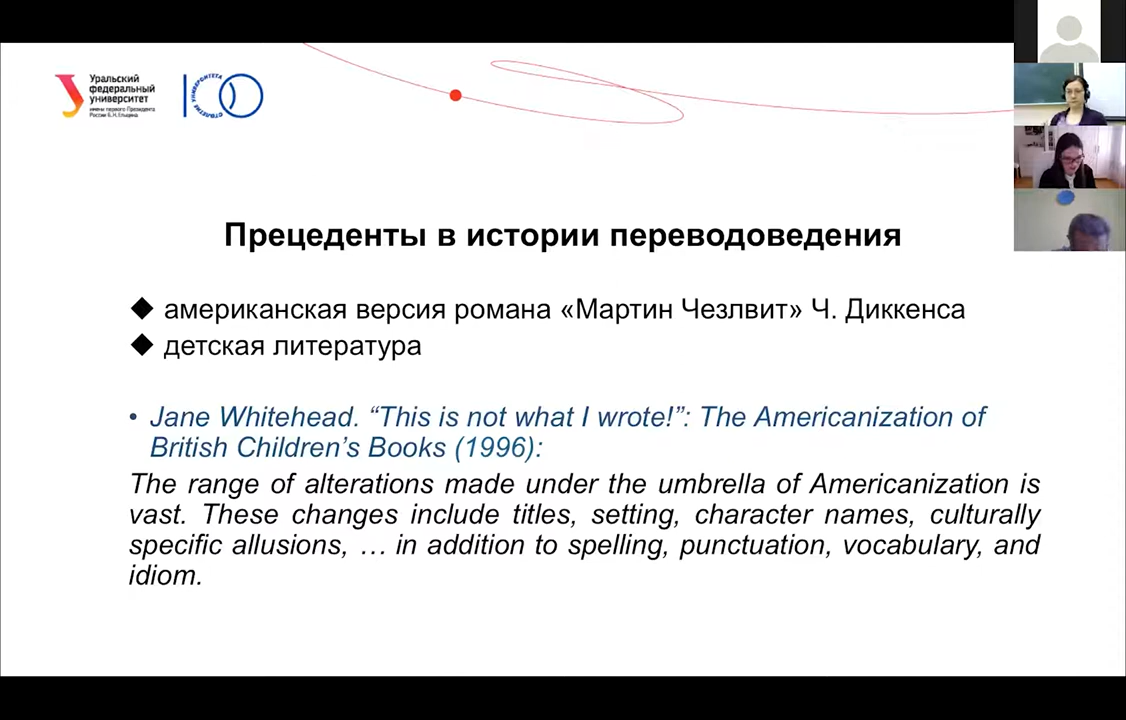 Уральский
федеральный
университет
имени первого Президента
России Б.Н.Ельцина
СТОЛЕТИЕ УНИВЕРСИТЕТА
Прецеденты в истории переводоведения
◆ американская версия романа «Мартин Чезлвит» Ч. Диккенса
◆ детская литература
• Jane Whitehead. “This is not what I wrote!”: The Americanization of
British Children’s Books (1996):
The range of alterations made under the umbrella of Americanization is
vast. These changes include titles, setting, character names, culturally
specific allusions, … in addition to spelling, punctuation, vocabulary, and
idiom.